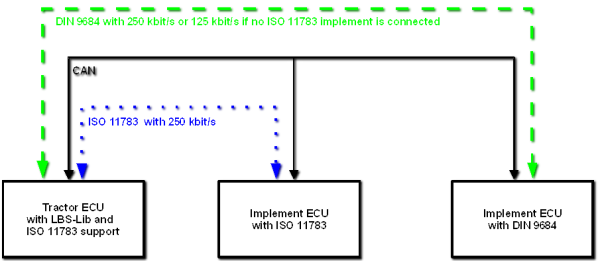 DIN 9684 with 250 kbit/s or 125 kbit/s if no ISO 11783 implement is connected
CAN
ISO 11783 with 250 kbit/s
Tractor ECU
with LBS-Lib and
ISO 11783 support
Implement ECU
with ISO 11783
Implement ECU
with DIN 9684